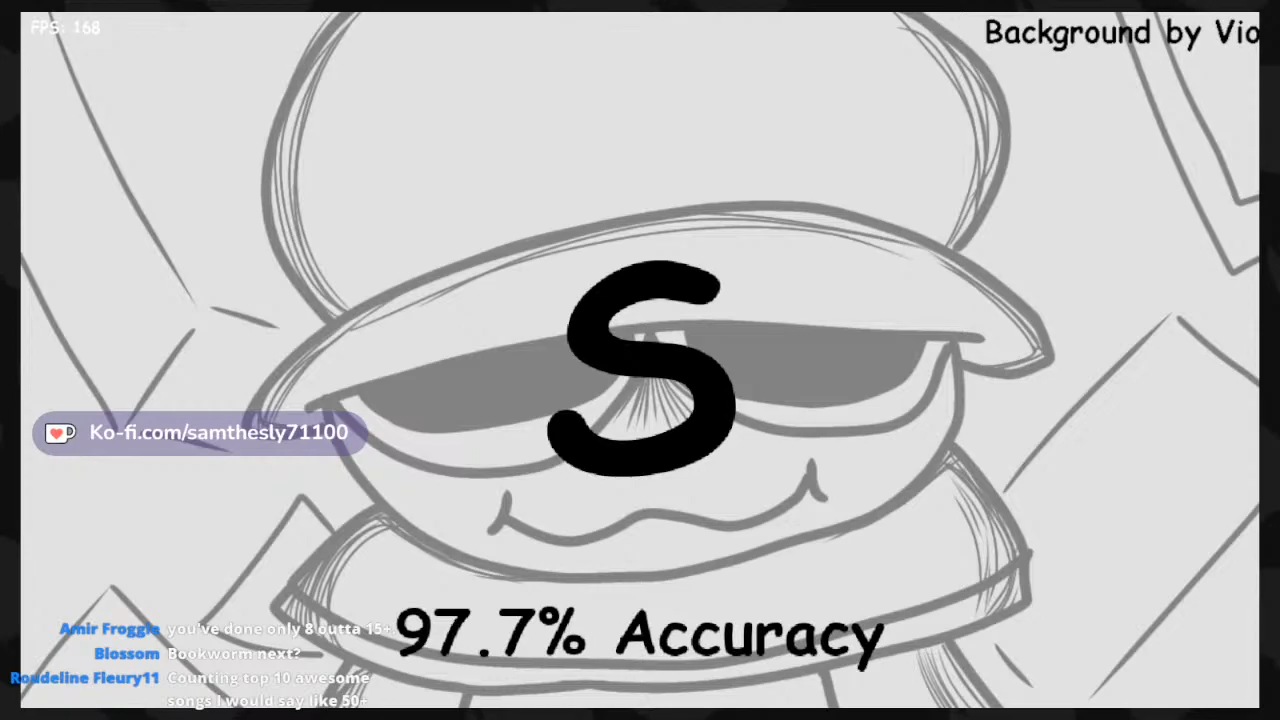 FPS: 168
Background by Vio
S
Ko-fi.com/samthesly71100
97.7% Accuracy
Amir Froggie you've done only 8 outta 15+
Blossom Bookworm next?
Roudeline Fleury11 Counting top 10 awesome
songs I would say like 50+